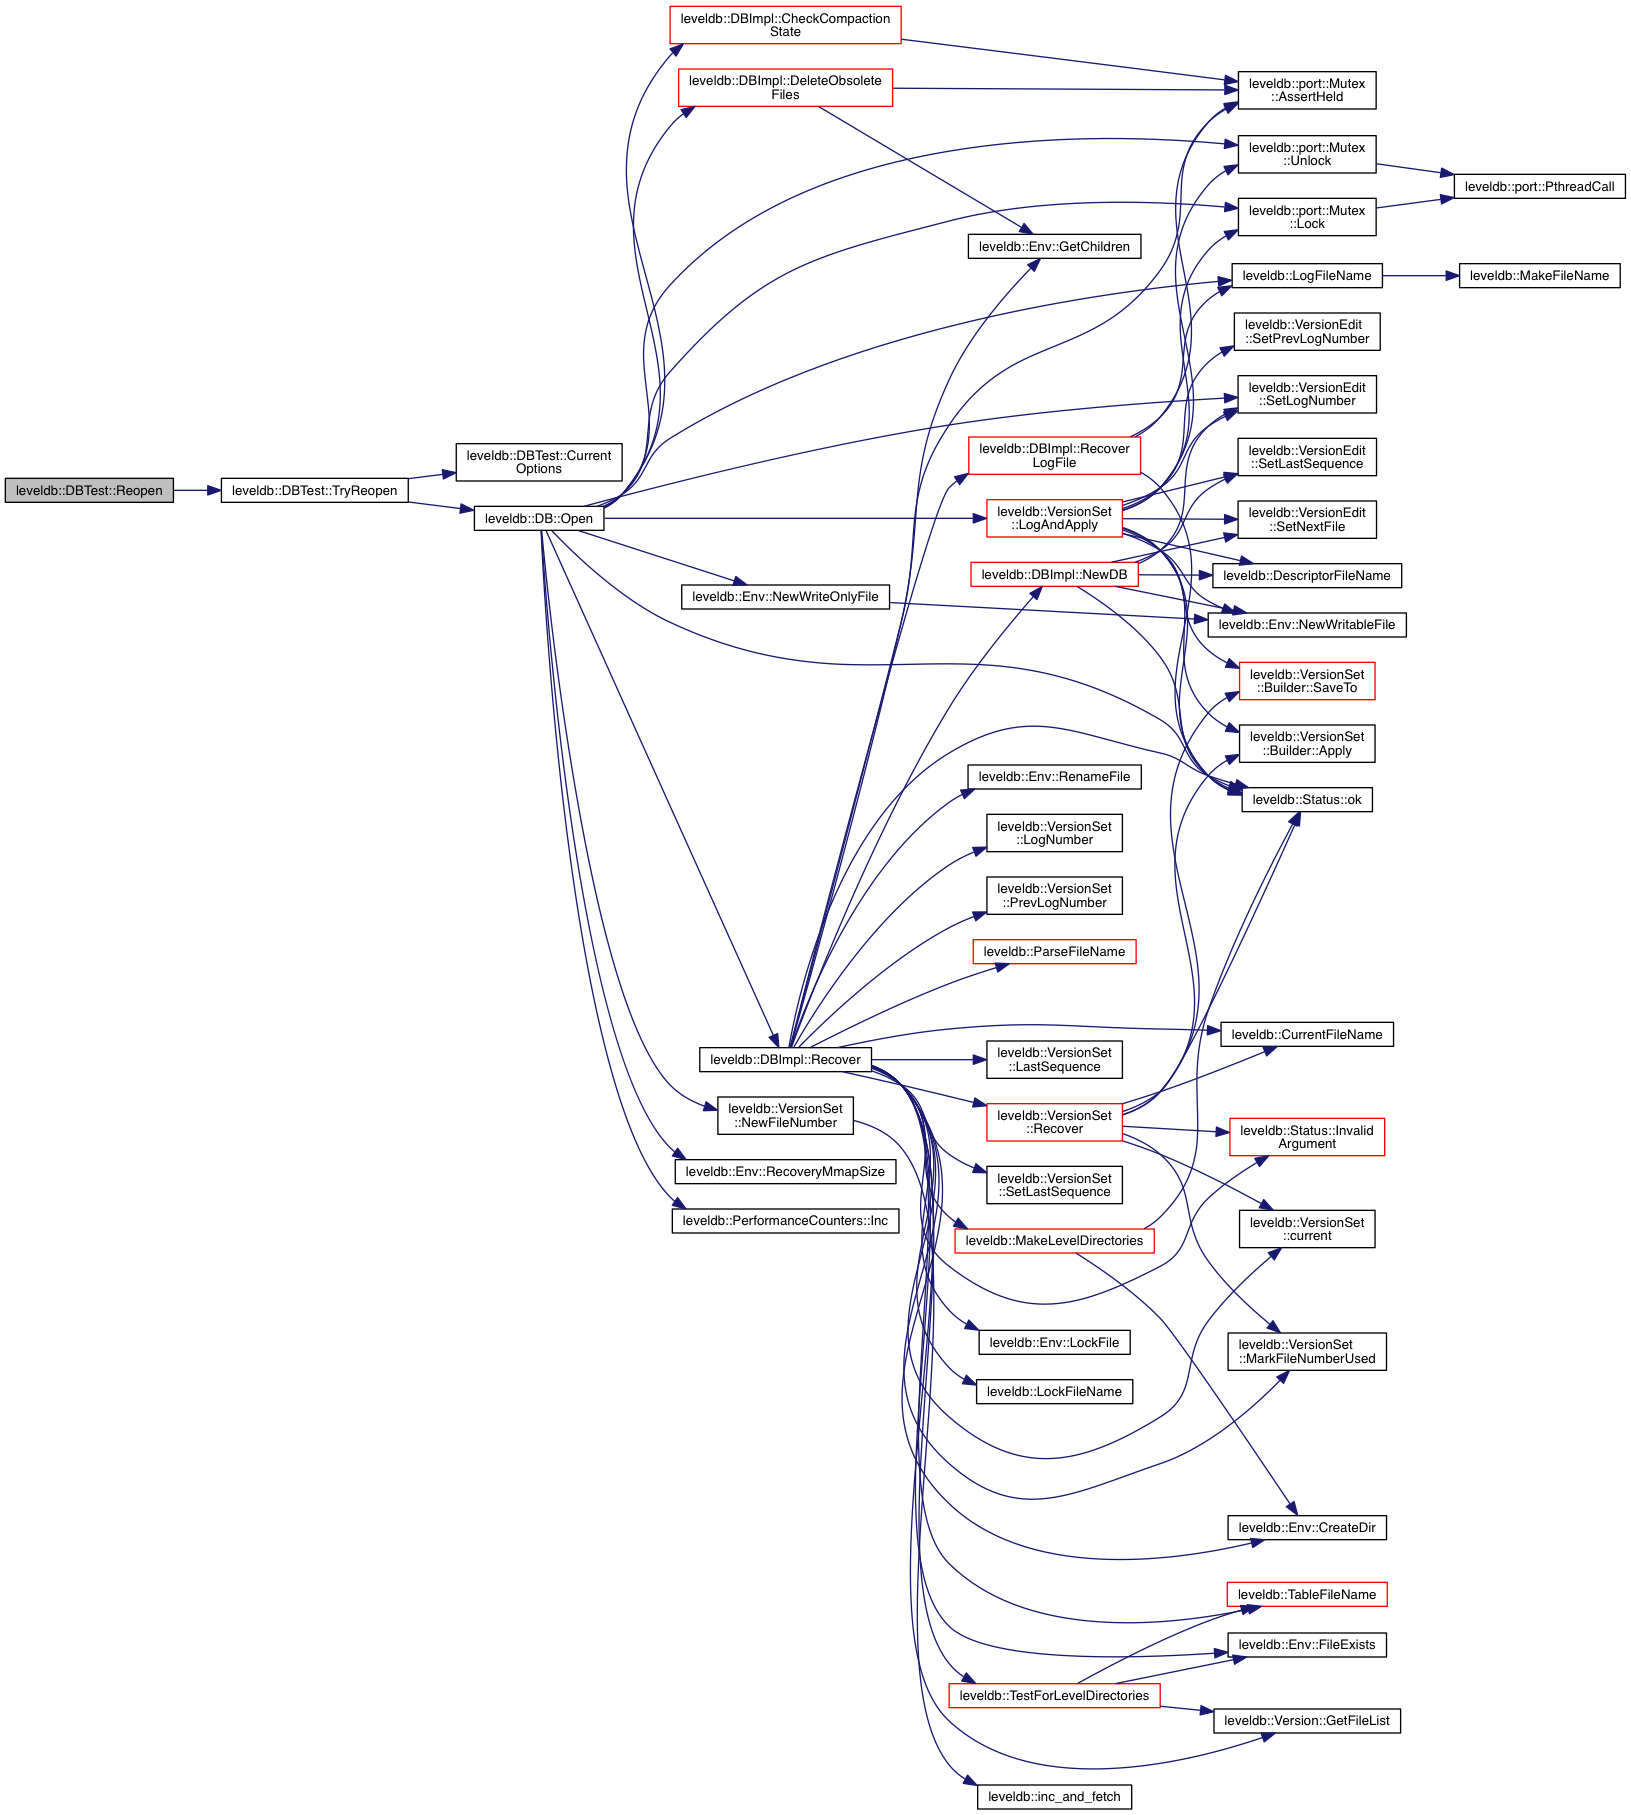 leveldb::DBImpl::CheckCompaction
State
leveldb::DBImpl::DeleteObsolete
Files
leveldb::port::Mutex
::AssertHeld
leveldb::port::Mutex
::Unlock
leveldb::port::PthreadCall
leveldb::port::Mutex
::Lock
leveldb::Env::GetChildren
leveldb::LogFileName
leveldb::MakeFileName
leveldb::VersionEdit
::SetPrevLogNumber
leveldb::VersionEdit
::SetLogNumber
leveldb::DBTest::Current
Options
leveldb::DBImpl::Recover
LogFile
leveldb::VersionEdit
::SetLastSequence
leveldb::DBTest::Reopen
leveldb::DBTest::TryReopen
leveldb::DB::Open
leveldb::VersionSet
::LogAndApply
leveldb::VersionEdit
::SetNextFile
leveldb::DBImpl::NewDB
leveldb::DescriptorFileName
leveldb::Env::NewWriteOnlyFile
leveldb::Env::NewWritableFile
leveldb::VersionSet
::Builder::SaveTo
leveldb::VersionSet
::Builder::Apply
leveldb::Env::RenameFile
leveldb::Status::ok
leveldb::VersionSet
::LogNumber
leveldb::VersionSet
::PrevLogNumber
leveldb::ParseFileName
leveldb::CurrentFileName
leveldb::DBImpl::Recover
leveldb::VersionSet
::LastSequence
leveldb::VersionSet
::NewFileNumber
leveldb::VersionSet
::Recover
leveldb::Status::Invalid
Argument
leveldb::Env::RecoveryMmapSize
leveldb::VersionSet
::SetLastSequence
leveldb::PerformanceCounters::Inc
leveldb::MakeLevelDirectories
leveldb::VersionSet
::current
leveldb::Env::LockFile
leveldb::VersionSet
::MarkFileNumberUsed
leveldb::LockFileName
leveldb::Env::CreateDir
leveldb::TableFileName
leveldb::Env::FileExists
leveldb::TestForLevelDirectories
leveldb::Version::GetFileList
leveldb::inc_and_fetch